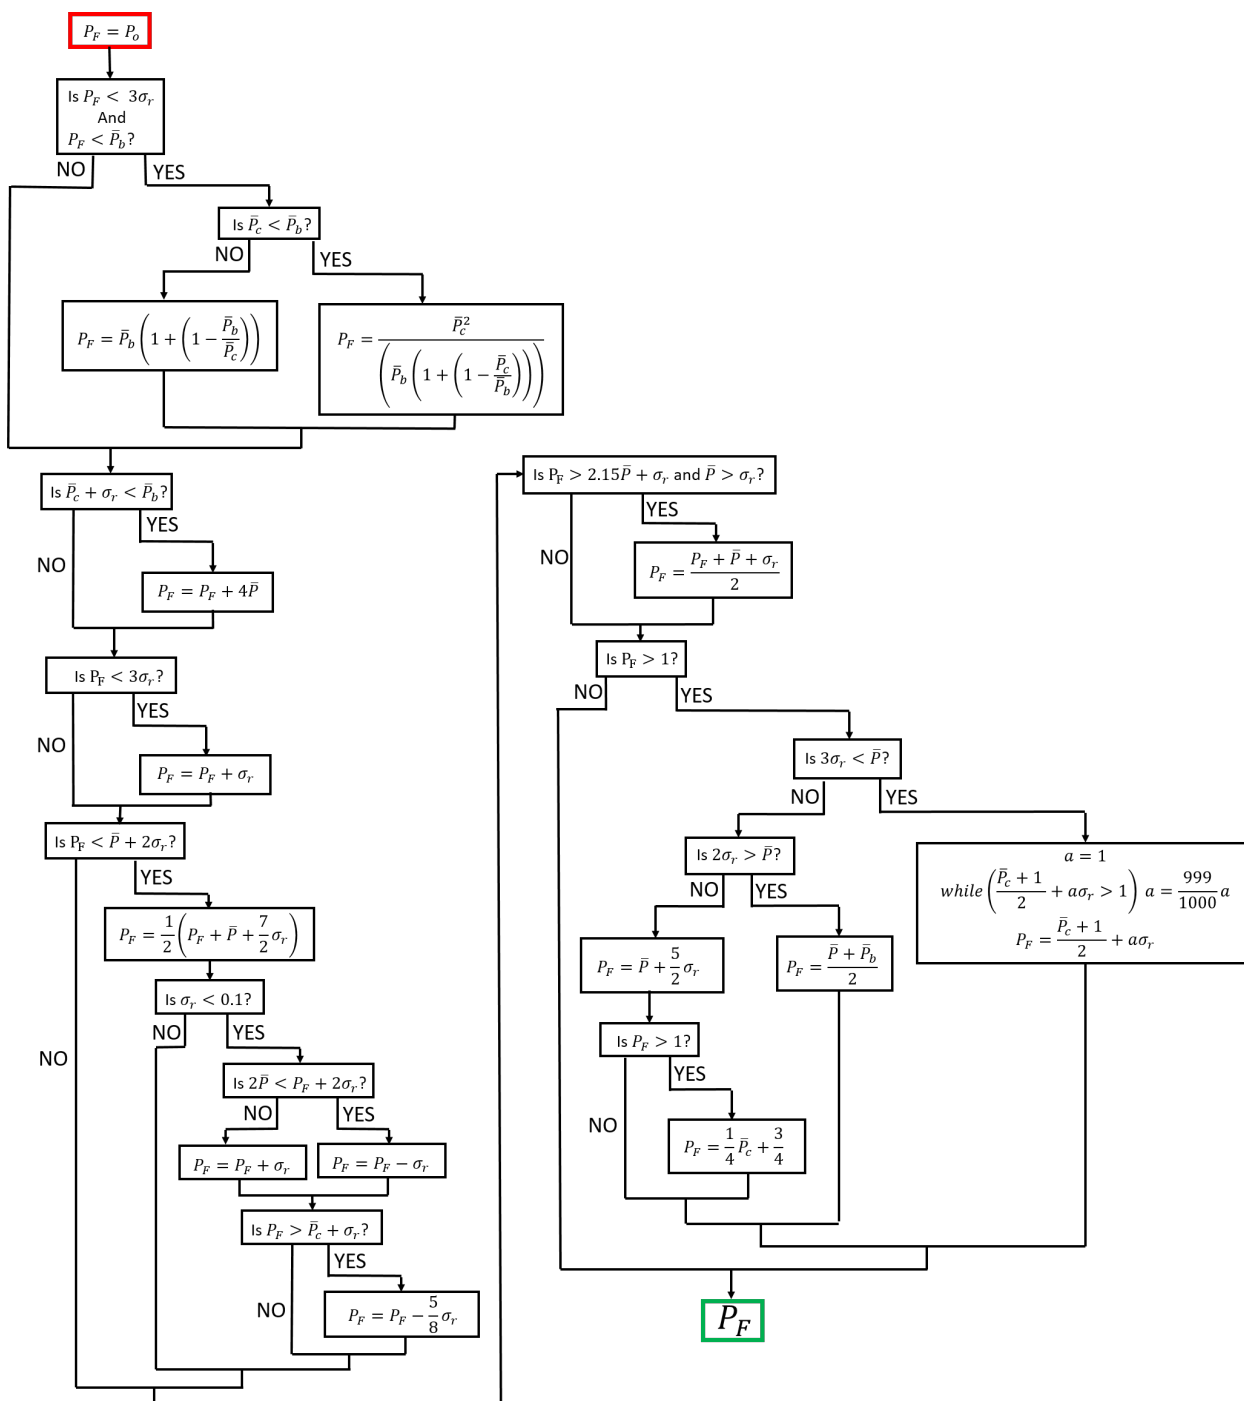 P_F = P_o
Is P_F < 3σ_r
And
P_F < P̄_b?
NO
YES
Is P̄_c < P̄_b?
NO
YES
P_F = P̄_b (1 + (1 − P̄_b / P̄_c))
P_F = P̄_c² / (P̄_b (1 + (1 − P̄_c / P̄_b)))
Is P̄_c + σ_r < P̄_b?
YES
NO
P_F = P_F + 4P̄
Is P_F < 3σ_r?
YES
NO
P_F = P_F + σ_r
Is P_F < P̄ + 2σ_r?
YES
P_F = 1/2 (P_F + P̄ + 7/2 σ_r)
Is σ_r < 0.1?
NO
YES
NO
Is 2P̄ < P_F + 2σ_r?
NO
YES
P_F = P_F + σ_r
P_F = P_F − σ_r
Is P_F > P̄_c + σ_r?
YES
NO
P_F = P_F − 5/8 σ_r
Is P_F > 2.15P̄ + σ_r and P̄ > σ_r?
YES
NO
P_F = (P_F + P̄ + σ_r) / 2
Is P_F > 1?
NO
YES
Is 3σ_r < P̄?
NO
YES
Is 2σ_r > P̄?
NO
YES
a = 1
while ((P̄_c + 1) / 2 + aσ_r > 1) a = 999/1000 a
P_F = (P̄_c + 1) / 2 + aσ_r
P_F = P̄ + 5/2 σ_r
P_F = (P̄ + P̄_b) / 2
Is P_F > 1?
YES
NO
P_F = 1/4 P̄_c + 3/4
P_F